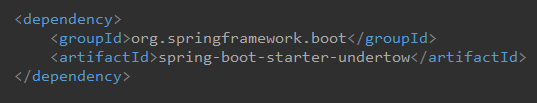 <dependency>
    <groupId>org.springframework.boot</groupId>
    <artifactId>spring-boot-starter-undertow</artifactId>
</dependency>